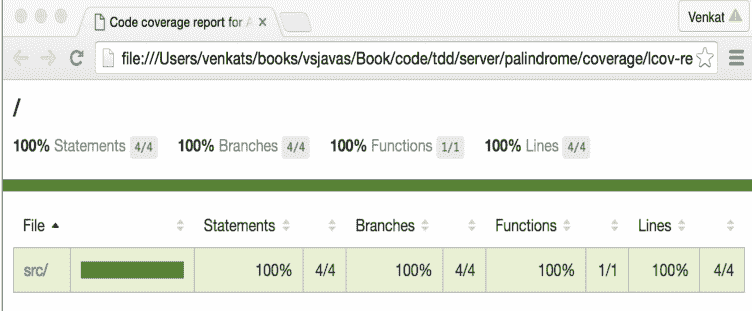 Code coverage report for A
Venkat
file:///Users/venkats/books/vsjavas/Book/code/tdd/server/palindrome/coverage/lcov-re
/
100% Statements 4/4 100% Branches 4/4 100% Functions 1/1 100% Lines 4/4
File Statements Branches Functions Lines
src/ 100% 4/4 100% 4/4 100% 1/1 100% 4/4